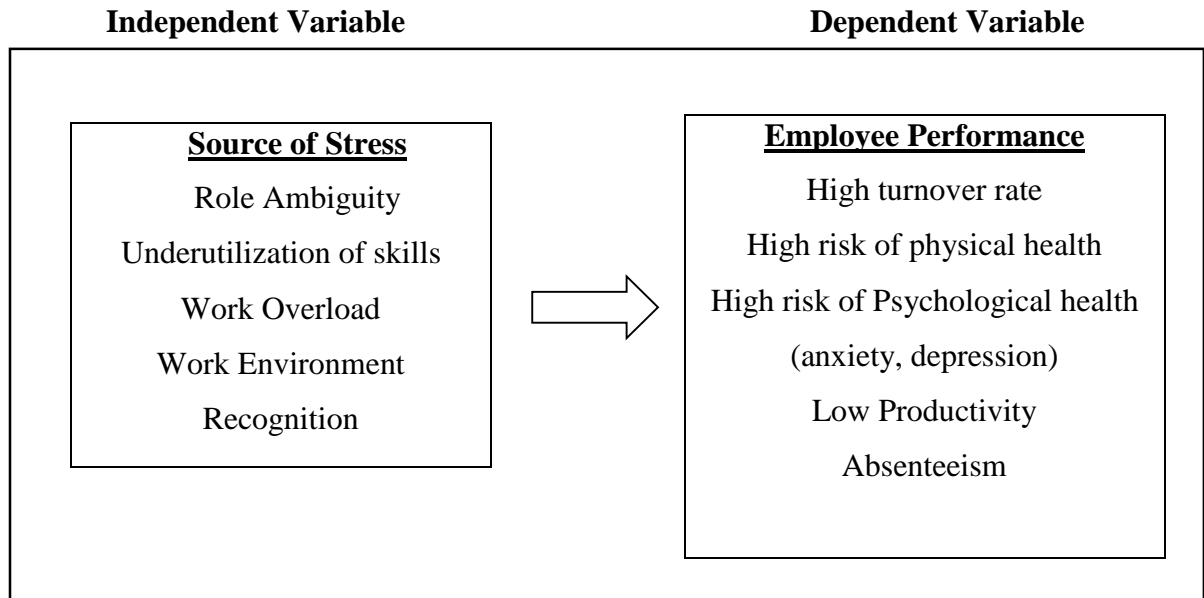 Independent Variable
Dependent Variable
Source of Stress
Role Ambiguity
Underutilization of skills
Work Overload
Work Environment
Recognition
Employee Performance
High turnover rate
High risk of physical health
High risk of Psychological health
(anxiety, depression)
Low Productivity
Absenteeism